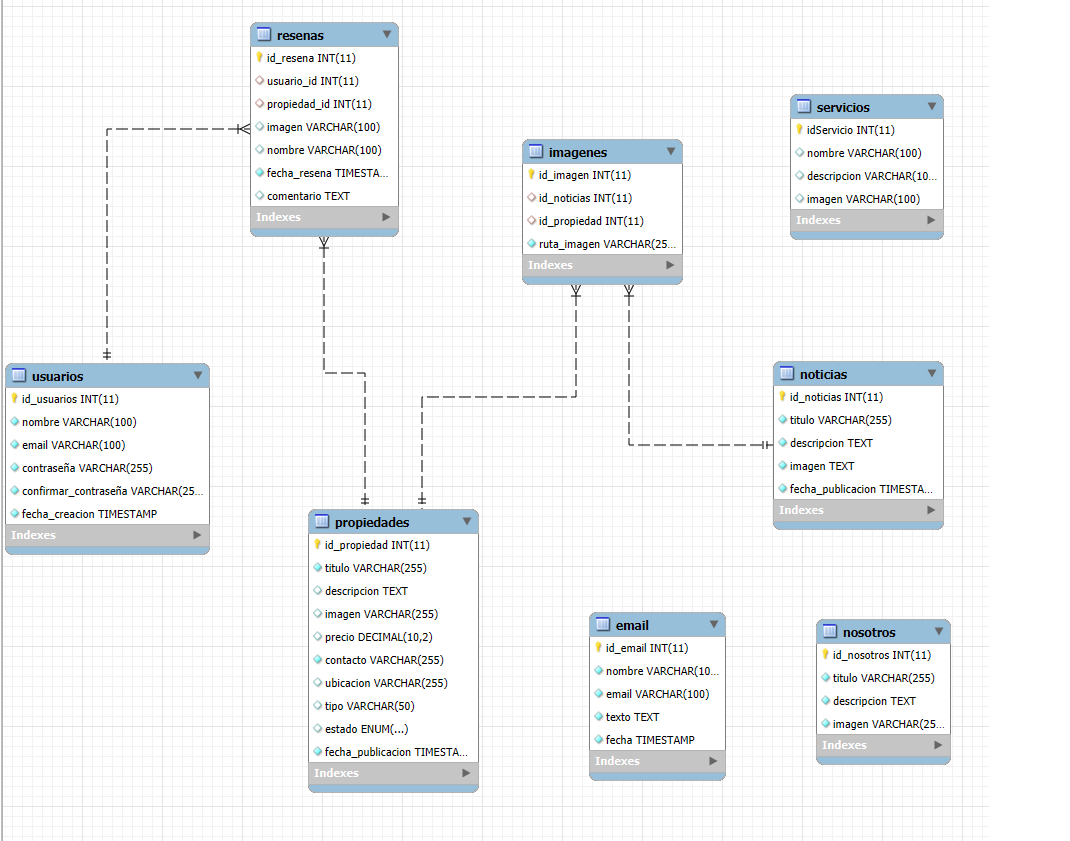 resenas
id_resena INT(11)
usuario_id INT(11)
propiedad_id INT(11)
imagen VARCHAR(100)
nombre VARCHAR(100)
fecha_resena TIMESTA...
comentario TEXT
Indexes
servicios
idServicio INT(11)
nombre VARCHAR(100)
descripcion VARCHAR(10...
imagen VARCHAR(100)
Indexes
imagenes
id_imagen INT(11)
id_noticias INT(11)
id_propiedad INT(11)
ruta_imagen VARCHAR(25...
Indexes
usuarios
id_usuarios INT(11)
nombre VARCHAR(100)
email VARCHAR(100)
contraseña VARCHAR(255)
confirmar_contraseña VARCHAR(25...
fecha_creacion TIMESTAMP
Indexes
noticias
id_noticias INT(11)
titulo VARCHAR(255)
descripcion TEXT
imagen TEXT
fecha_publicacion TIMESTA...
Indexes
propiedades
id_propiedad INT(11)
titulo VARCHAR(255)
descripcion TEXT
imagen VARCHAR(255)
precio DECIMAL(10,2)
contacto VARCHAR(255)
ubicacion VARCHAR(255)
tipo VARCHAR(50)
estado ENUM(...)
fecha_publicacion TIMESTA...
Indexes
email
id_email INT(11)
nombre VARCHAR(10...
email VARCHAR(100)
texto TEXT
fecha TIMESTAMP
Indexes
nosotros
id_nosotros INT(11)
titulo VARCHAR(255)
descripcion TEXT
imagen VARCHAR(25...
Indexes